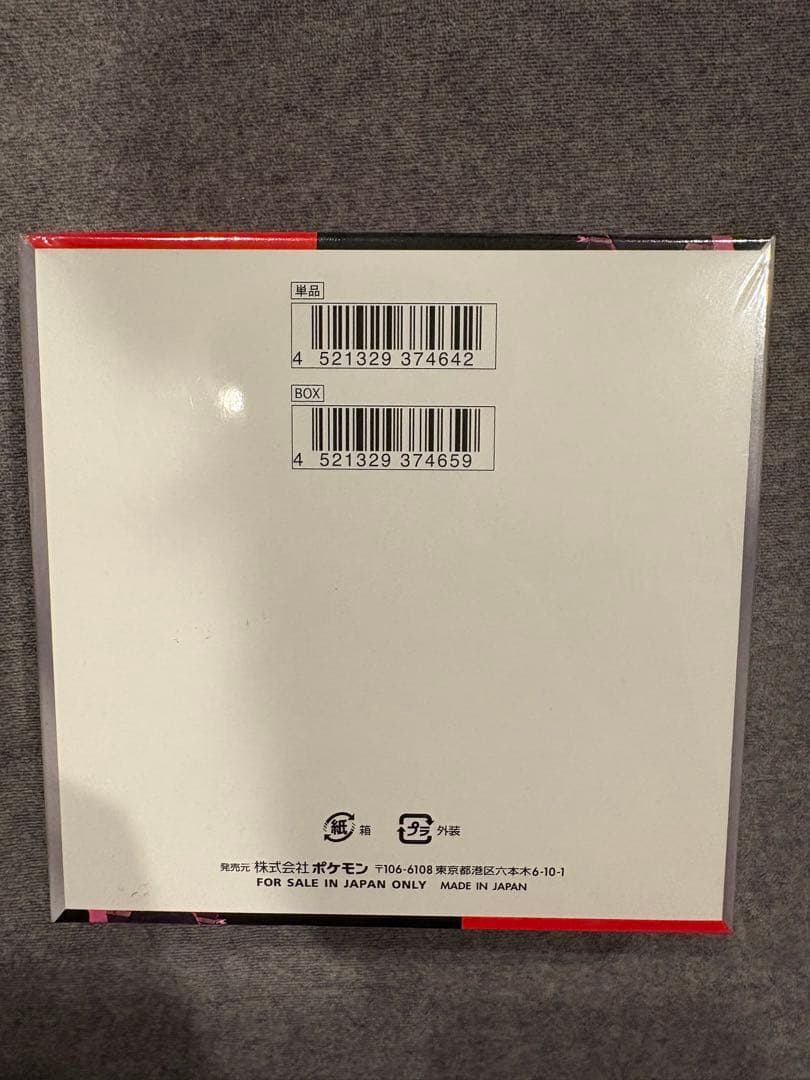 単品
4 521329 374642
BOX
4 521329 374659
紙 箱 プラ 外装
発売元 株式会社 ポケモン 〒106-6108 東京都港区六本木6-10-1
FOR SALE IN JAPAN ONLY MADE IN JAPAN